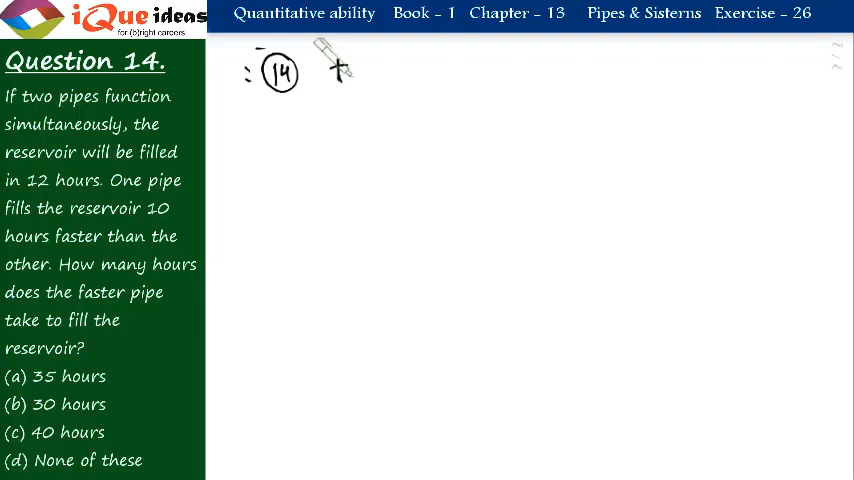 iQue ideas
for (b)right careers
Quantitative ability Book - 1 Chapter - 13 Pipes & Sisterns Exercise - 26
Question 14.
If two pipes function
simultaneously, the
reservoir will be filled
in 12 hours. One pipe
fills the reservoir 10
hours faster than the
other. How many hours
does the faster pipe
take to fill the
reservoir?
(a) 35 hours
(b) 30 hours
(c) 40 hours
(d) None of these
: 14